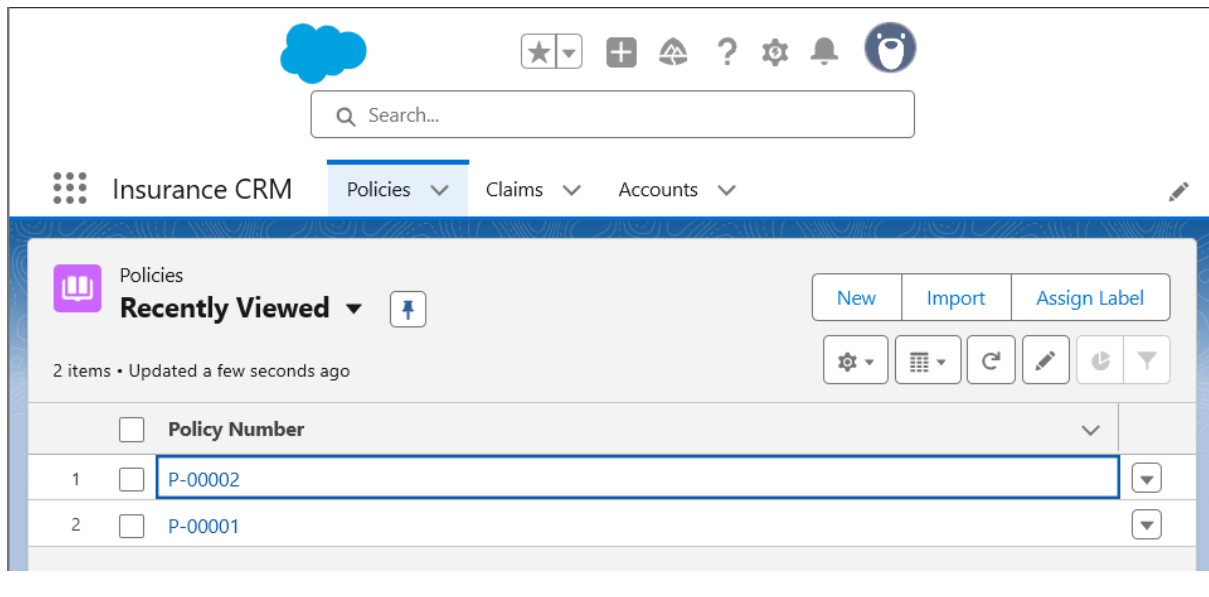 Search...
Insurance CRM Policies Claims Accounts
Policies
Recently Viewed
New Import Assign Label
2 items • Updated a few seconds ago
Policy Number
1 P-00002
2 P-00001